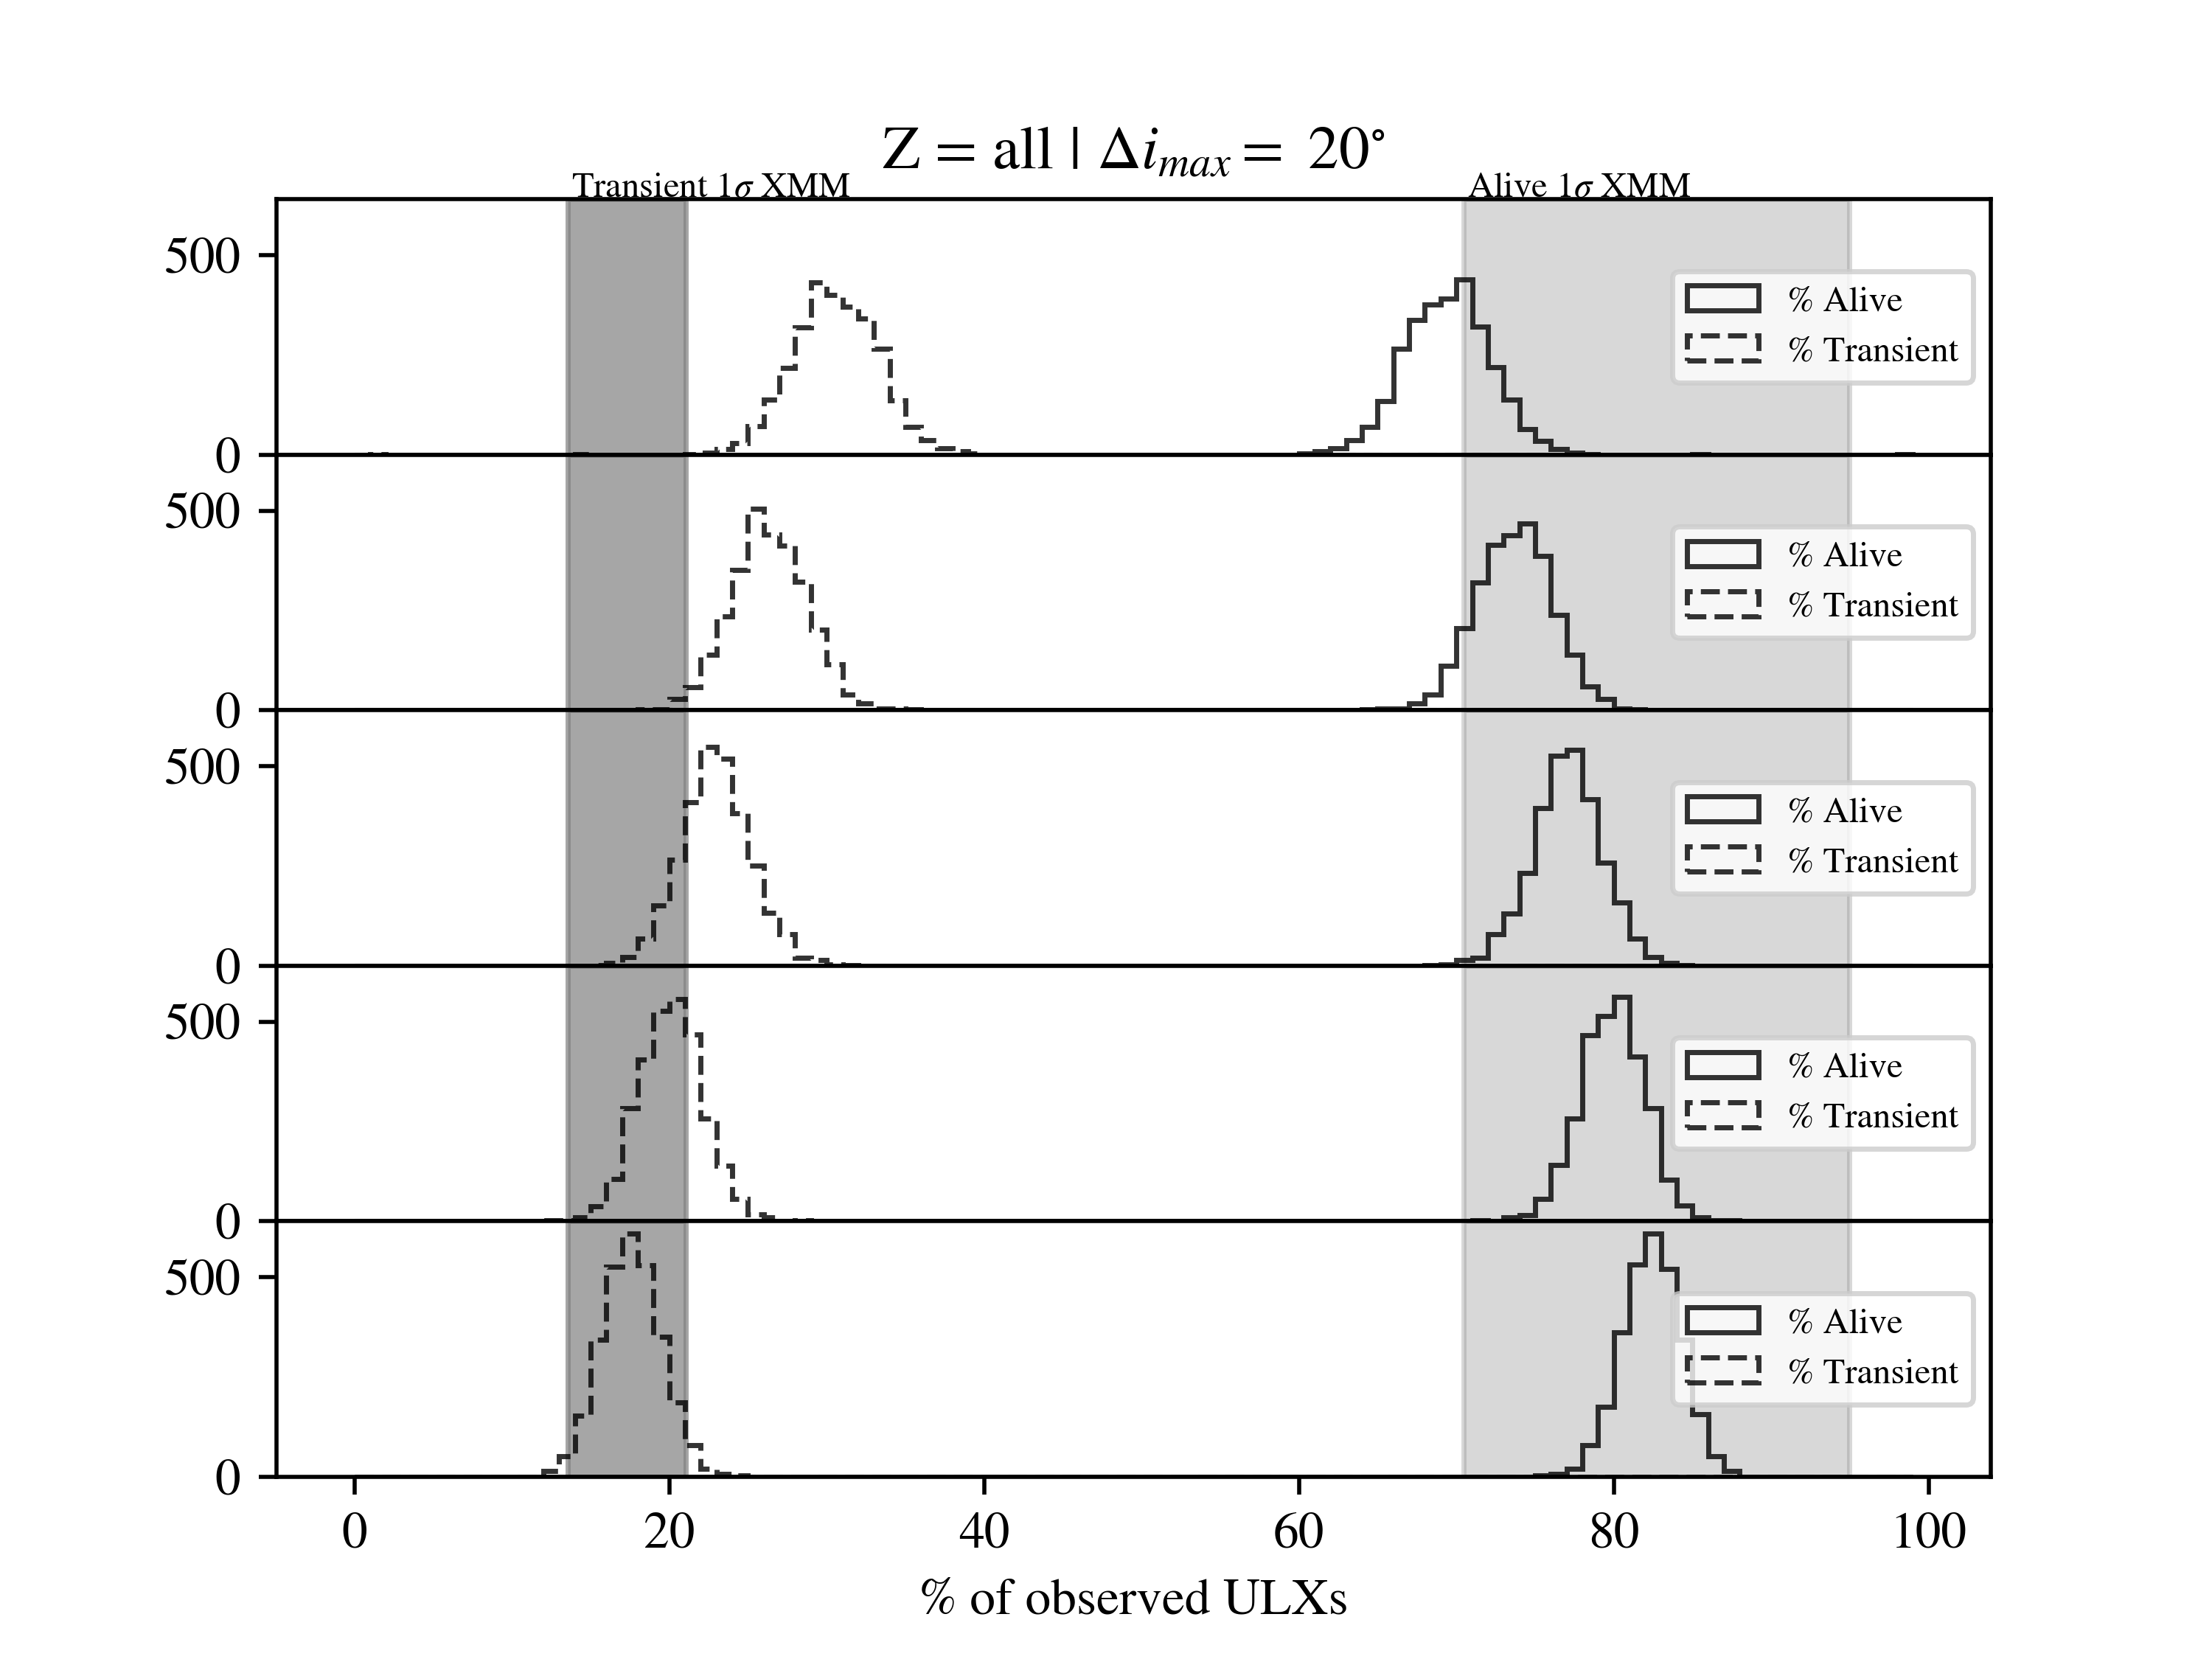 Z = all | Δi_max = 20°
Transient 1σ XMM
Alive 1σ XMM
500
0
% Alive
% Transient
500
0
% Alive
% Transient
500
0
% Alive
% Transient
500
0
% Alive
% Transient
500
0
% Alive
% Transient
0 20 40 60 80 100
% of observed ULXs